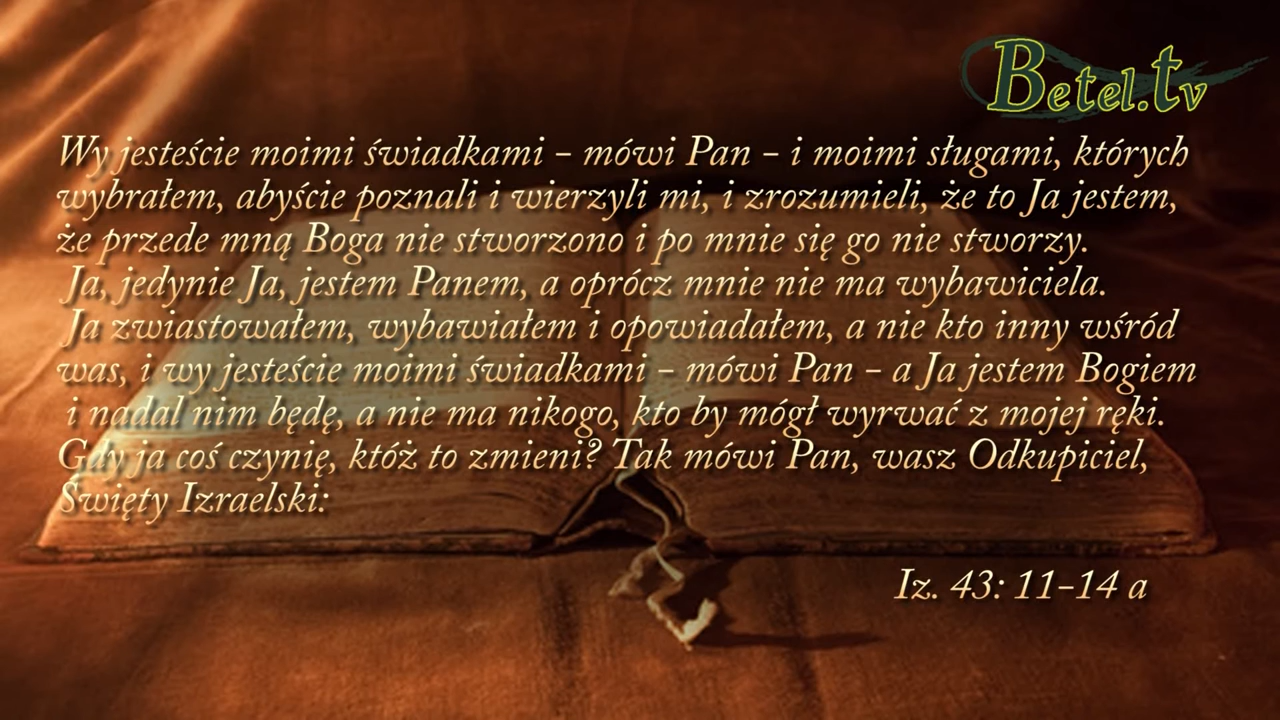 Betel.tv
Wy jesteście moimi świadkami – mówi Pan – i moimi sługami, których
wybrałem, abyście poznali i wierzyli mi, i zrozumieli, że to Ja jestem,
że przede mną Boga nie stworzono i po mnie się go nie stworzy.
Ja, jedynie Ja, jestem Panem, a oprócz mnie nie ma wybawiciela.
Ja zwiastowałem, wybawiałem i opowiadałem, a nie kto inny wśród
was, i wy jesteście moimi świadkami – mówi Pan – a Ja jestem Bogiem
i nadal nim będę, a nie ma nikogo, kto by mógł wyrwać z mojej ręki.
Gdy ja coś czynię, któż to zmieni? Tak mówi Pan, wasz Odkupiciel,
Święty Izraelski:
Iz. 43: 11-14 a